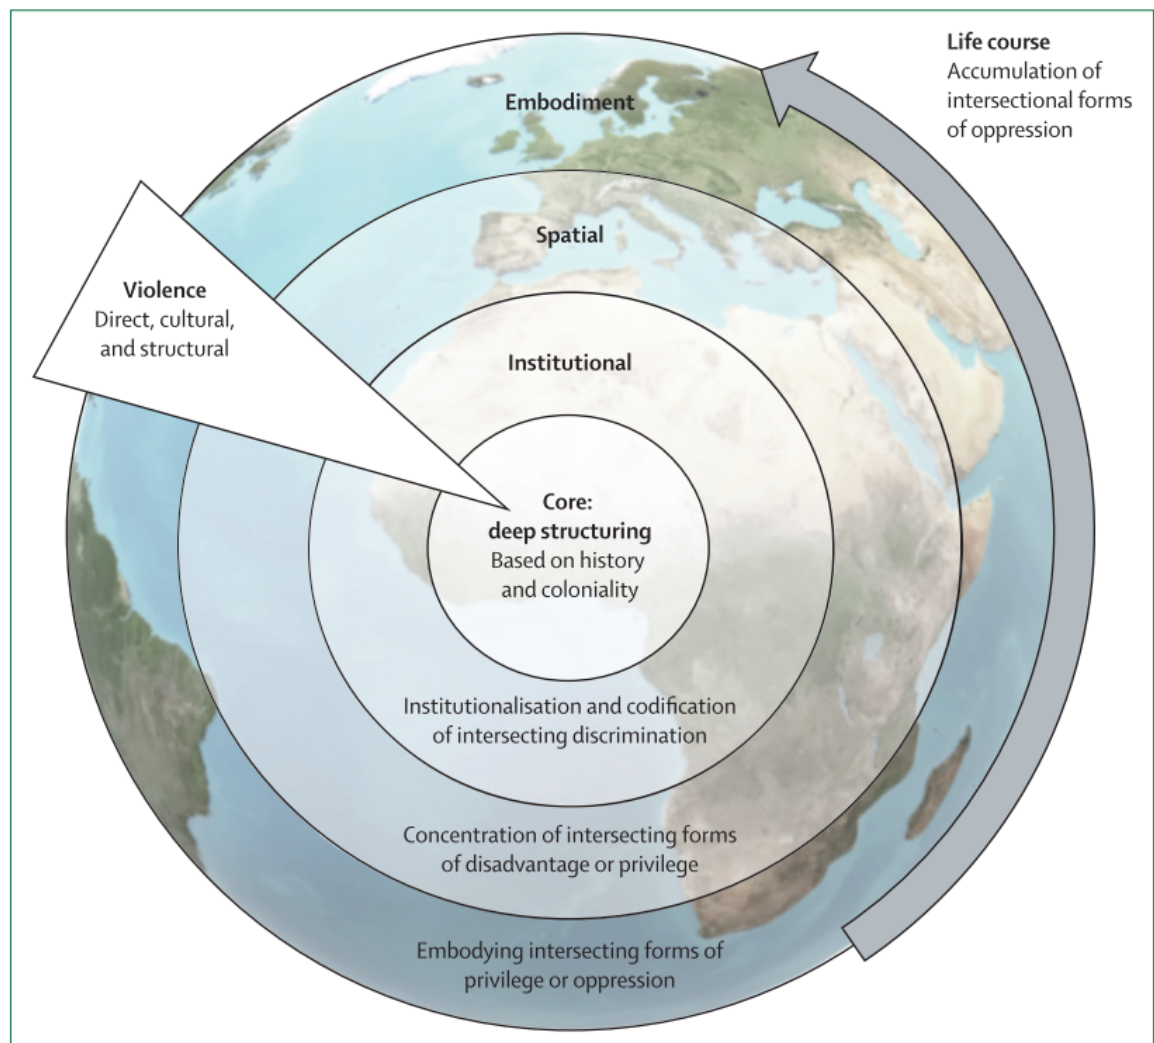 Life course
Accumulation of
intersectional forms
of oppression
Embodiment
Spatial
Violence
Direct, cultural,
and structural
Institutional
Core:
deep structuring
Based on history
and coloniality
Institutionalisation and codification
of intersecting discrimination
Concentration of intersecting forms
of disadvantage or privilege
Embodying intersecting forms of
privilege or oppression